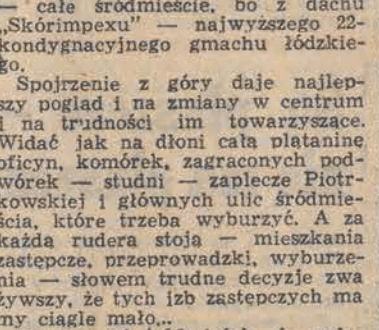 — całe śródmieście, bo z dachu
„Skórimpexu” — najwyższego 22-
kondygnacyjnego gmachu łódzkie-
go.
Spojrzenie z góry daje najlep-
szy pogląd i na zmiany w centrum
i na trudności im towarzyszące.
Widać jak na dłoni całą plątaninę
oficyn, komórek, zagraconych pod-
wórek — studni — zaplecze Piotr-
kowskiej i głównych ulic śródmie-
ścia, które trzeba wyburzyć. A za
każdą ruderą stoją — mieszkania
zastępcze, przeprowadzki, wyburze-
nia — słowem trudne decyzje zwa
żywszy, że tych izb zastępczych ma
my ciągle mało...